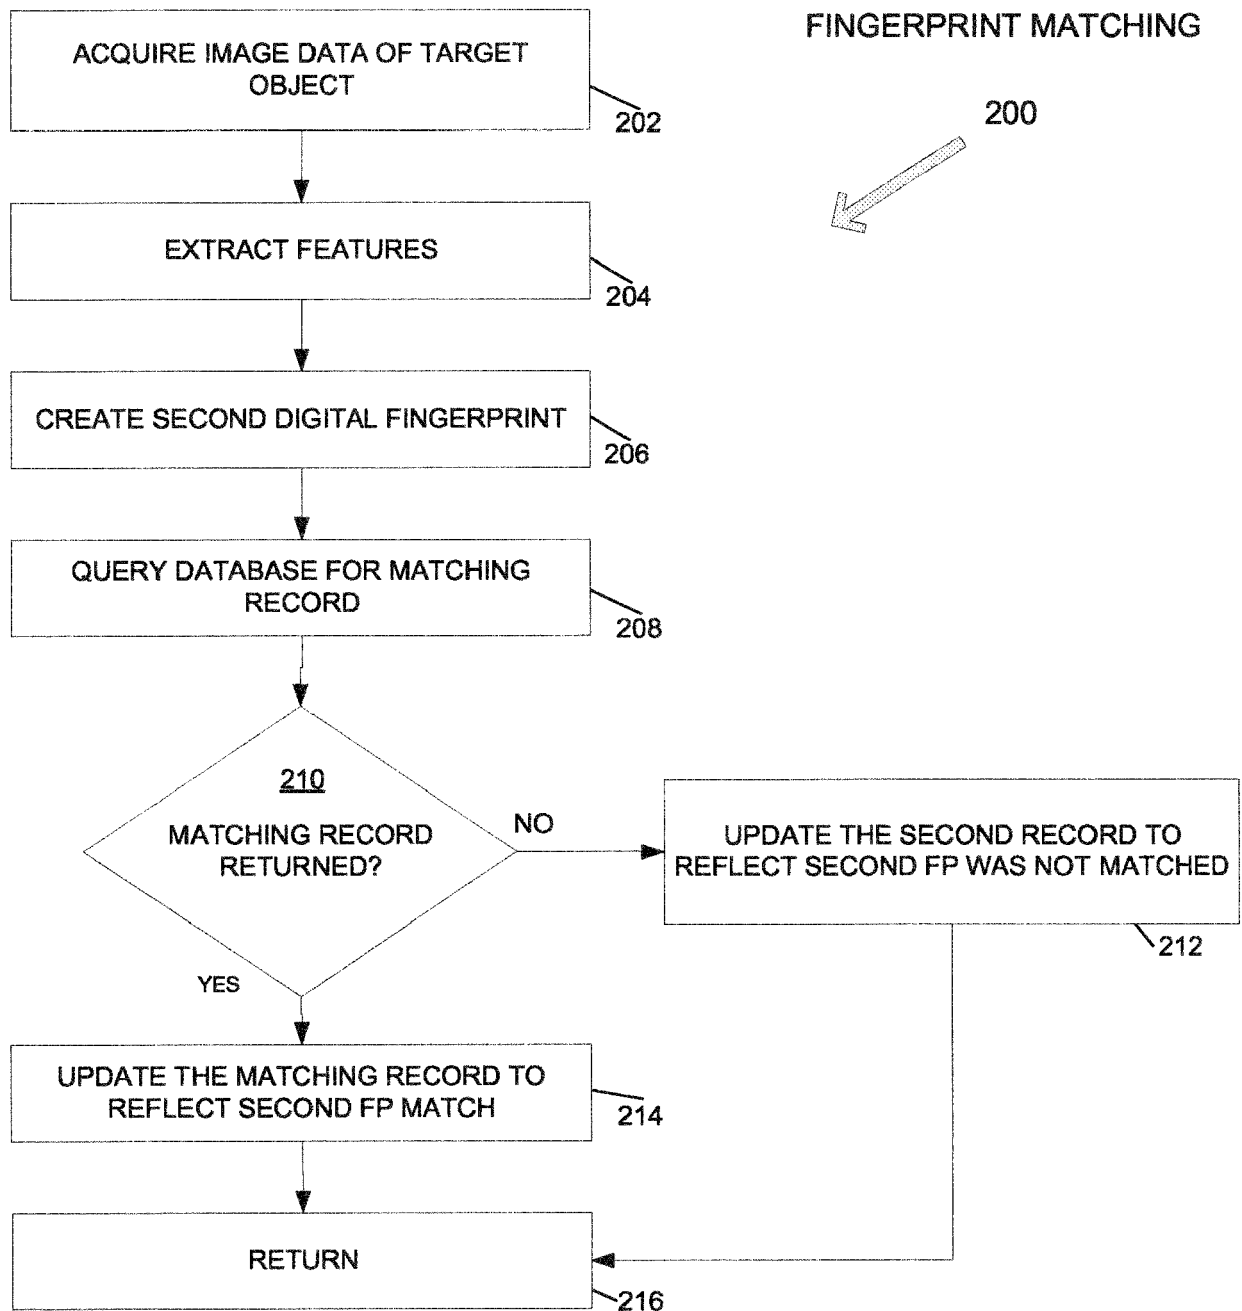 FINGERPRINT MATCHING
200
ACQUIRE IMAGE DATA OF TARGET
OBJECT
202
EXTRACT FEATURES
204
CREATE SECOND DIGITAL FINGERPRINT
206
QUERY DATABASE FOR MATCHING
RECORD
208
210
MATCHING RECORD
RETURNED?
NO
UPDATE THE SECOND RECORD TO
REFLECT SECOND FP WAS NOT MATCHED
212
YES
UPDATE THE MATCHING RECORD TO
REFLECT SECOND FP MATCH
214
RETURN
216